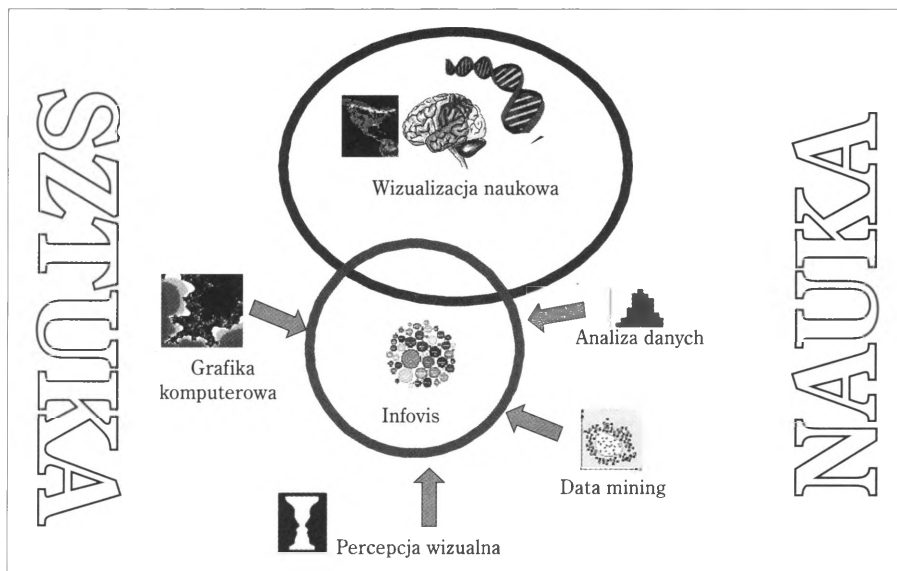 SZTUKA
Wizualizacja naukowa
NAUKA
Grafika
komputerowa
Analiza danych
Infovis
Data mining
Percepcja wizualna